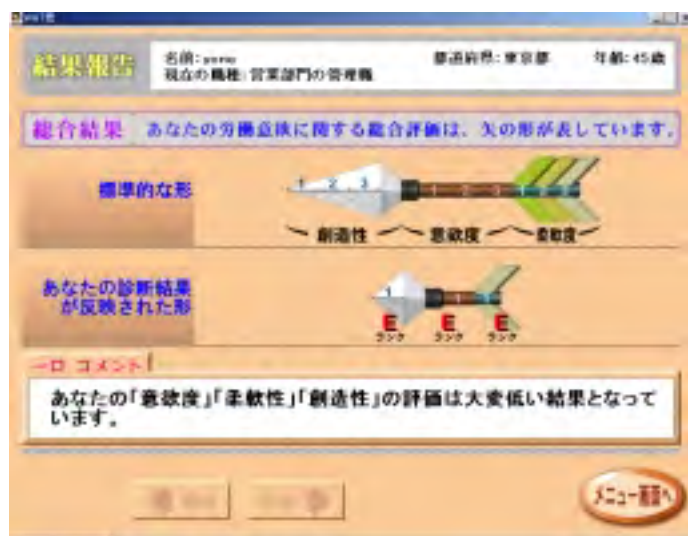 結果報告
名前: yume 都道府県: 東京都 年齢: 45歳
現在の職種: 営業部門の管理職
総合結果 あなたの労働意欲に関する総合評価は、矢の形が表しています。
標準的な形
1 2 3
創造性 意欲度 柔軟度
あなたの診断結果
が反映された形
1
E E E
ランク ランク ランク
一口 コメント
あなたの「意欲度」「柔軟性」「創造性」の評価は大変低い結果となって
います。
メニュー画面へ